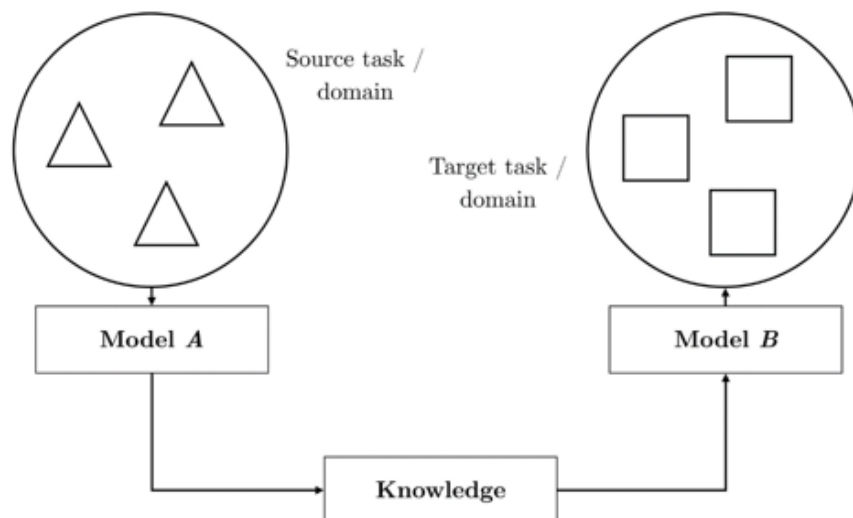 Source task /
domain
Target task /
domain
Model A
Model B
Knowledge